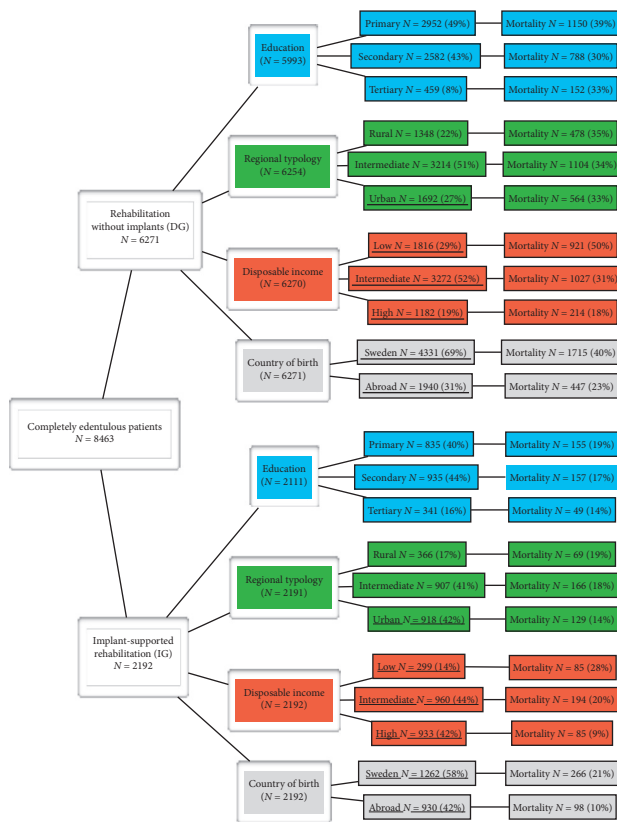 Completely edentulous patients
N = 8463
Rehabilitation
without implants (DG)
N = 6271
Education
(N = 5993)
Primary N = 2952 (49%)
Mortality N = 1150 (39%)
Secondary N = 2582 (43%)
Mortality N = 788 (30%)
Tertiary N = 459 (8%)
Mortality N = 152 (33%)
Regional typology
(N = 6254)
Rural N = 1348 (22%)
Mortality N = 478 (35%)
Intermediate N = 3214 (51%)
Mortality N = 1104 (34%)
Urban N = 1692 (27%)
Mortality N = 564 (33%)
Disposable income
(N = 6270)
Low N = 1816 (29%)
Mortality N = 921 (50%)
Intermediate N = 3272 (52%)
Mortality N = 1027 (31%)
High N = 1182 (19%)
Mortality N = 214 (18%)
Country of birth
(N = 6271)
Sweden N = 4331 (69%)
Mortality N = 1715 (40%)
Abroad N = 1940 (31%)
Mortality N = 447 (23%)
Implant-supported
rehabilitation (IG)
N = 2192
Education
(N = 2111)
Primary N = 835 (40%)
Mortality N = 155 (19%)
Secondary N = 935 (44%)
Mortality N = 157 (17%)
Tertiary N = 341 (16%)
Mortality N = 49 (14%)
Regional typology
(N = 2191)
Rural N = 366 (17%)
Mortality N = 69 (19%)
Intermediate N = 907 (41%)
Mortality N = 166 (18%)
Urban N = 918 (42%)
Mortality N = 129 (14%)
Disposable income
(N = 2192)
Low N = 299 (14%)
Mortality N = 85 (28%)
Intermediate N = 960 (44%)
Mortality N = 194 (20%)
High N = 933 (42%)
Mortality N = 85 (9%)
Country of birth
(N = 2192)
Sweden N = 1262 (58%)
Mortality N = 266 (21%)
Abroad N = 930 (42%)
Mortality N = 98 (10%)